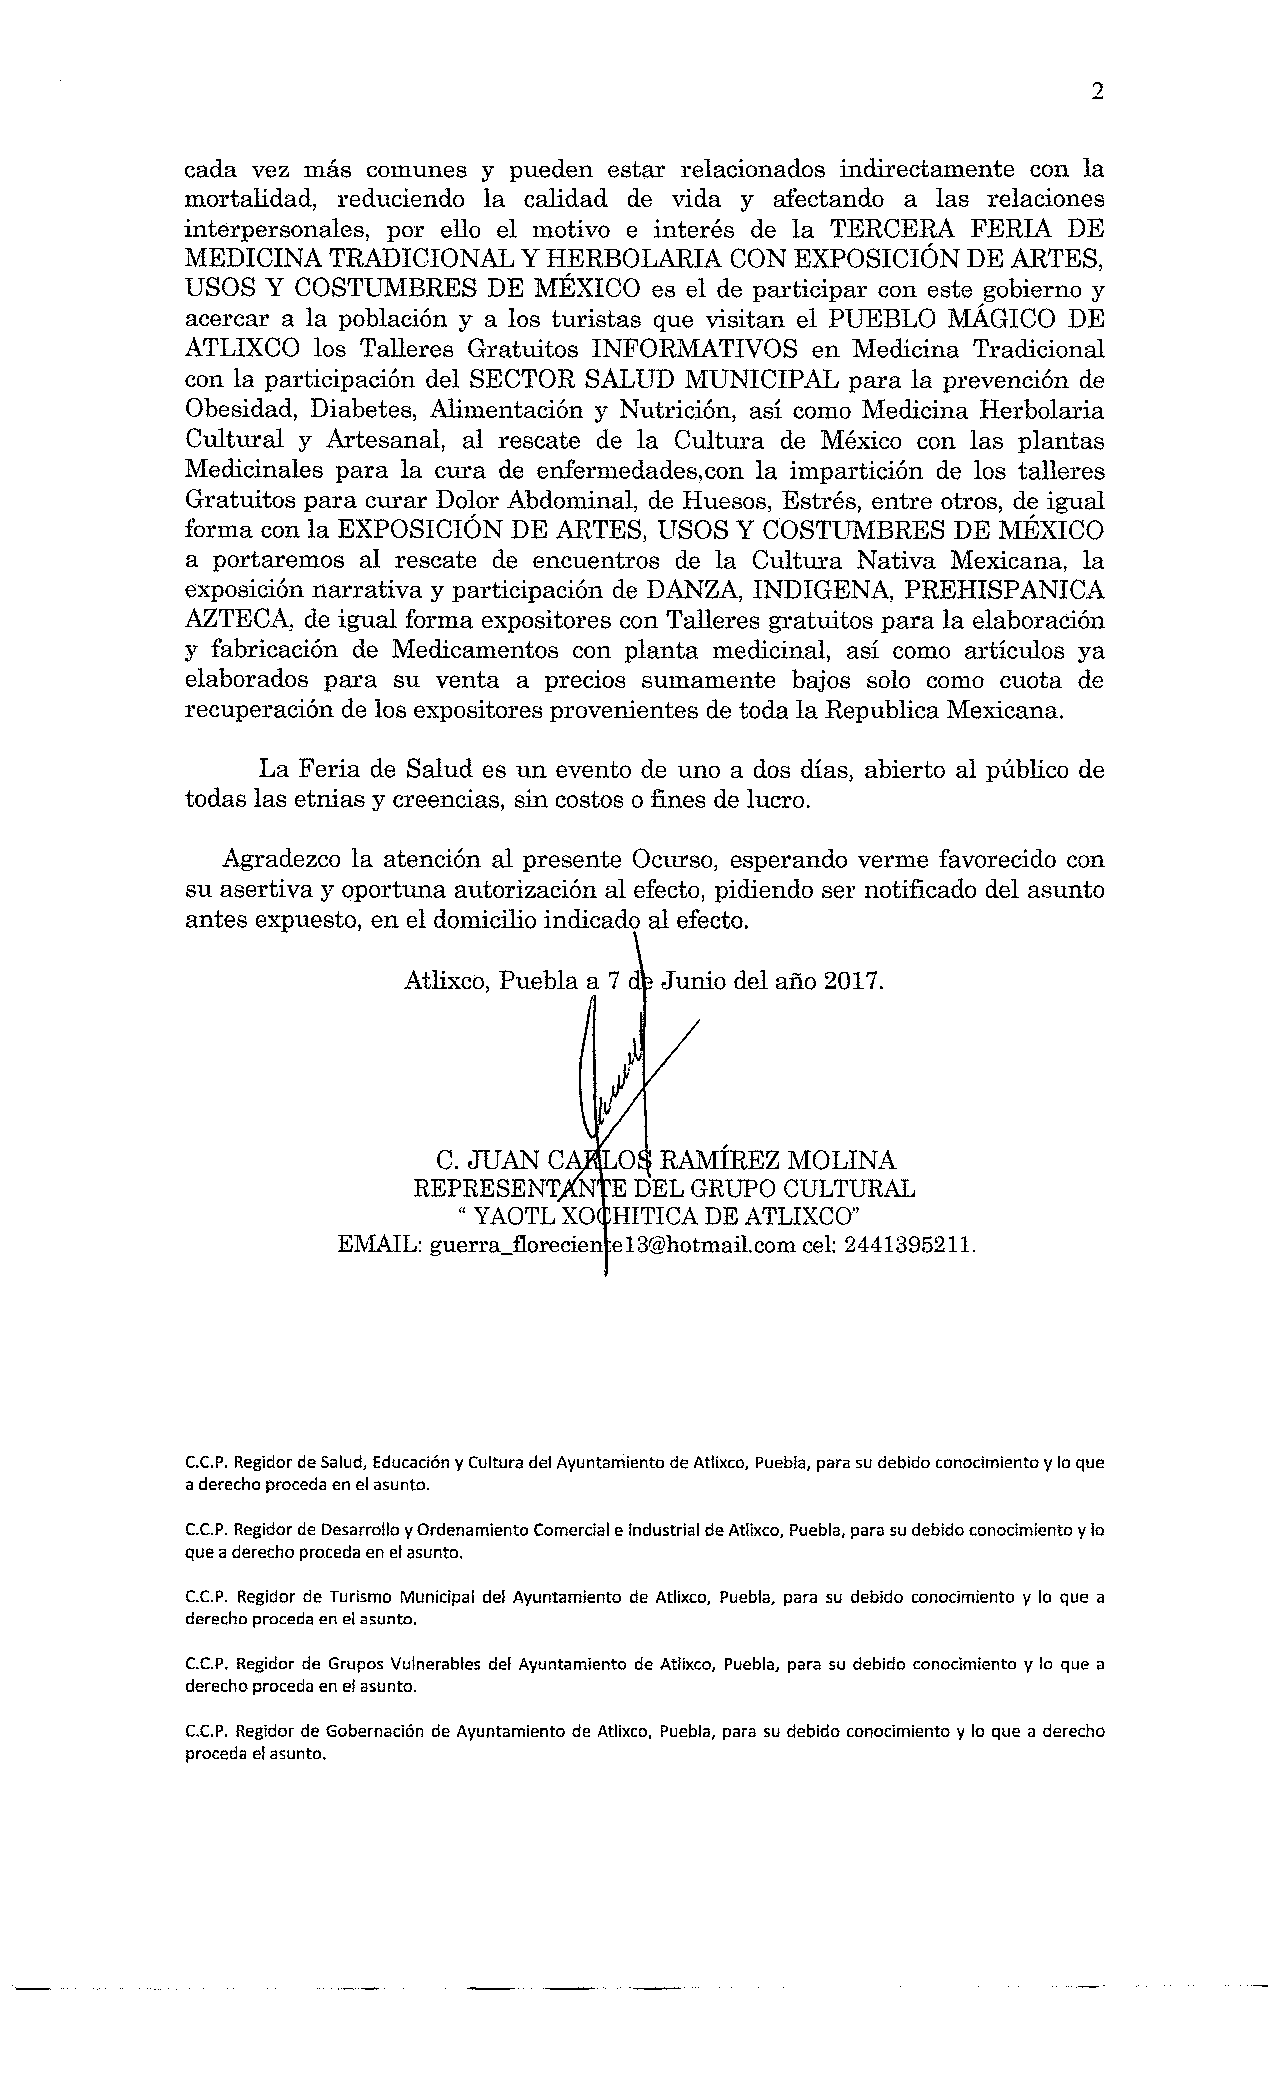 2
cada vez más comunes y pueden estar relacionados indirectamente con la
mortalidad, reduciendo la calidad de vida y afectando a las relaciones
interpersonales, por ello el motivo e interés de la TERCERA FERIA DE
MEDICINA TRADICIONAL Y HERBOLARIA CON EXPOSICIÓN DE ARTES,
USOS Y COSTUMBRES DE MÉXICO es el de participar con este gobierno y
acercar a la población y a los turistas que visitan el PUEBLO MÁGICO DE
ATLIXCO los Talleres Gratuitos INFORMATIVOS en Medicina Tradicional
con la participación del SECTOR SALUD MUNICIPAL para la prevención de
Obesidad, Diabetes, Alimentación y Nutrición, así como Medicina Herbolaria
Cultural y Artesanal, al rescate de la Cultura de México con las plantas
Medicinales para la cura de enfermedades,con la impartición de los talleres
Gratuitos para curar Dolor Abdominal, de Huesos, Estrés, entre otros, de igual
forma con la EXPOSICIÓN DE ARTES, USOS Y COSTUMBRES DE MÉXICO
a portaremos al rescate de encuentros de la Cultura Nativa Mexicana, la
exposición narrativa y participación de DANZA, INDIGENA, PREHISPANICA
AZTECA, de igual forma expositores con Talleres gratuitos para la elaboración
y fabricación de Medicamentos con planta medicinal, así como artículos ya
elaborados para su venta a precios sumamente bajos solo como cuota de
recuperación de los expositores provenientes de toda la Republica Mexicana.
La Feria de Salud es un evento de uno a dos días, abierto al público de
todas las etnias y creencias, sin costos o fines de lucro.
Agradezco la atención al presente Ocurso, esperando verme favorecido con
su asertiva y oportuna autorización al efecto, pidiendo ser notificado del asunto
antes expuesto, en el domicilio indicado al efecto.
Atlixco, Puebla a 7 de Junio del año 2017.
C. JUAN CARLOS RAMÍREZ MOLINA
REPRESENTANTE DEL GRUPO CULTURAL
“ YAOTL XOCHITICA DE ATLIXCO”
EMAIL: guerra_floreciente13@hotmail.com cel: 2441395211.
C.C.P. Regidor de Salud, Educación y Cultura del Ayuntamiento de Atlixco, Puebla, para su debido conocimiento y lo que
a derecho proceda en el asunto.
C.C.P. Regidor de Desarrollo y Ordenamiento Comercial e Industrial de Atlixco, Puebla, para su debido conocimiento y lo
que a derecho proceda en el asunto.
C.C.P. Regidor de Turismo Municipal del Ayuntamiento de Atlixco, Puebla, para su debido conocimiento y lo que a
derecho proceda en el asunto.
C.C.P. Regidor de Grupos Vulnerables del Ayuntamiento de Atlixco, Puebla, para su debido conocimiento y lo que a
derecho proceda en el asunto.
C.C.P. Regidor de Gobernación de Ayuntamiento de Atlixco, Puebla, para su debido conocimiento y lo que a derecho
proceda el asunto.